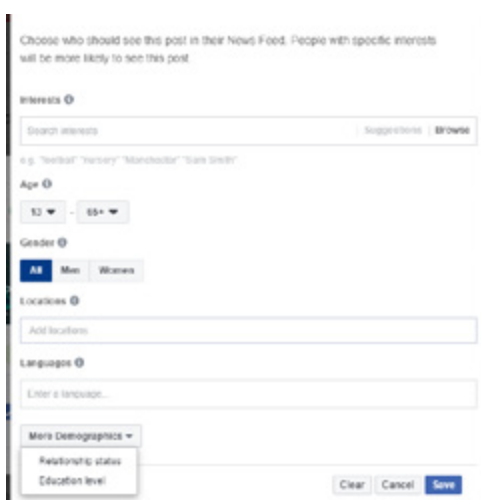 Choose who should see this post in their News Feed. People with specific interests
will be more likely to see this post.
Interests
Search interests | Suggestions | Browse
e.g. "football" "nursery" "Manchester" "Sam Smith"
Age
13 - 65+
Gender
All Men Women
Locations
Add locations
Languages
Enter a language...
More Demographics
Relationship status
Education level
Clear Cancel Save